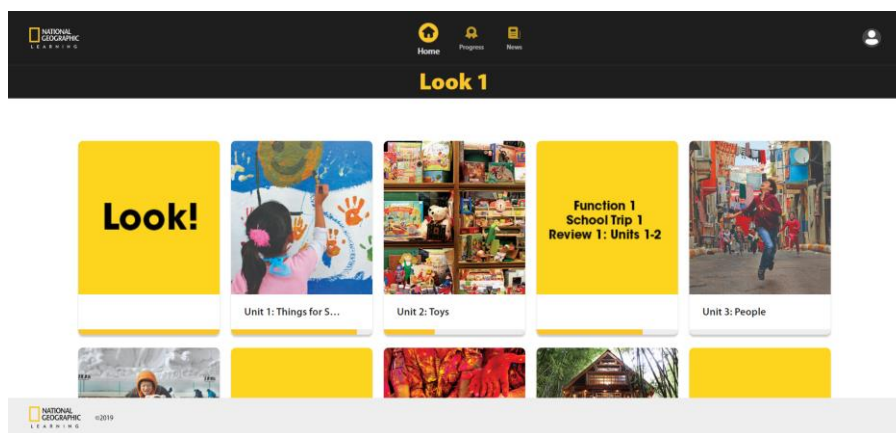 NATIONAL
GEOGRAPHIC
LEARNING
Home
Progress
News
Look 1
Look!
Function 1
School Trip 1
Review 1: Units 1-2
Unit 1: Things for S...
Unit 2: Toys
Unit 3: People
NATIONAL
GEOGRAPHIC
LEARNING
©2019